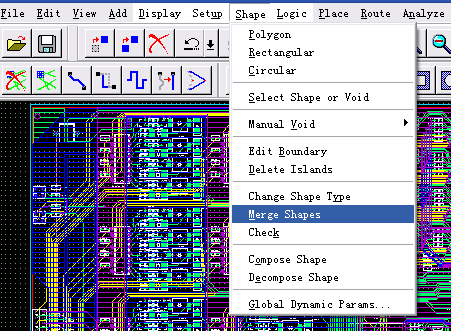 File Edit View Add Display Setup Shape Logic Place Route Analyze
Polygon
Rectangular
Circular
Select Shape or Void
Manual Void
Edit Boundary
Delete Islands
Change Shape Type
Merge Shapes
Check
Compose Shape
Decompose Shape
Global Dynamic Params...